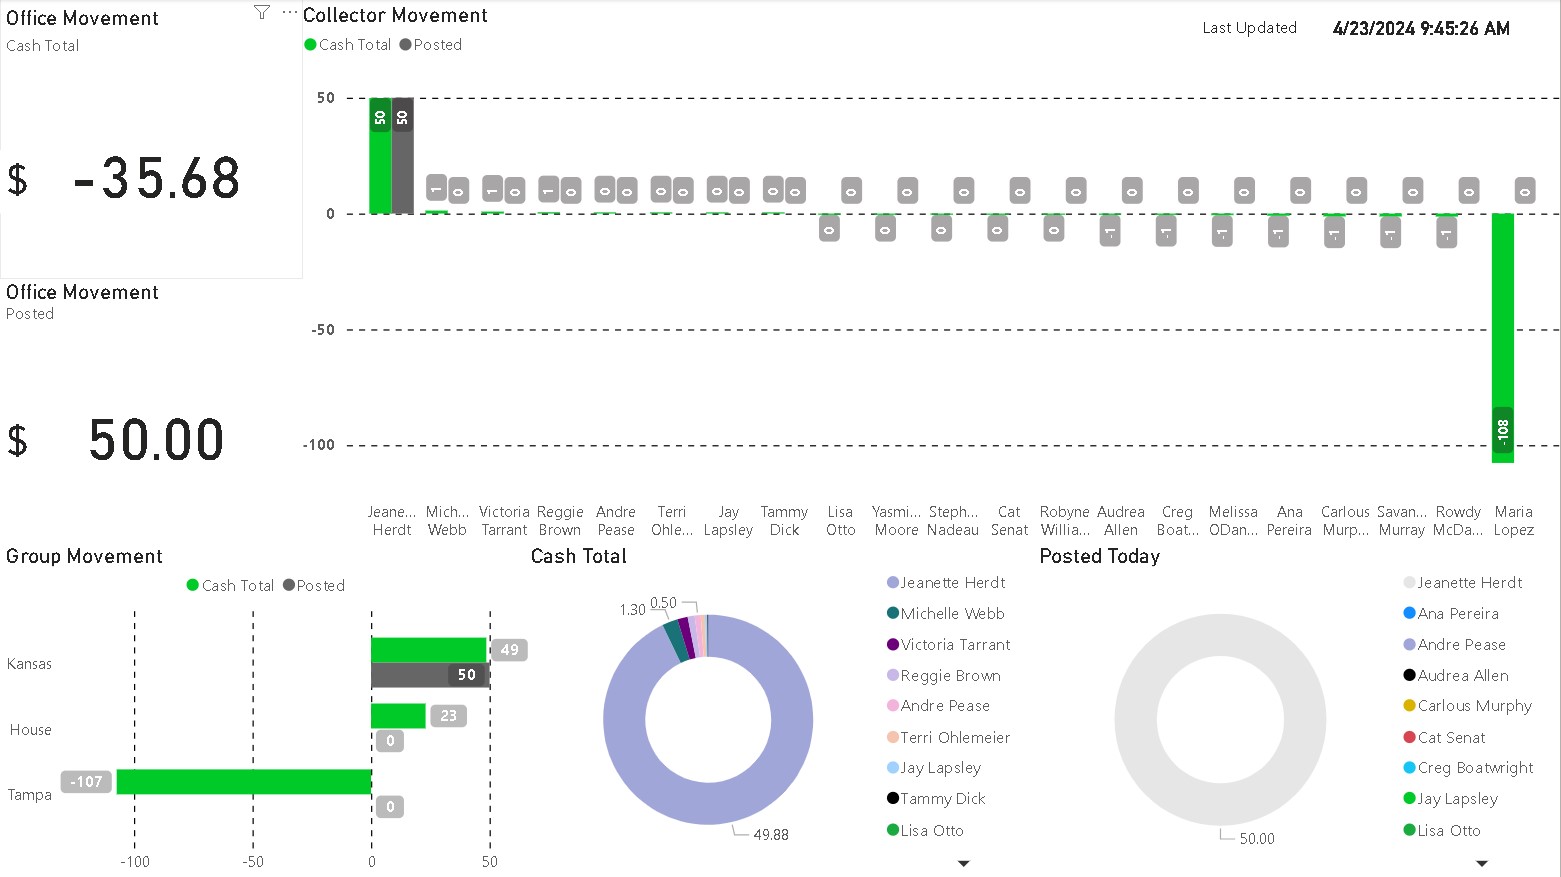 Office Movement
Cash Total
$ -35.68
Office Movement
Posted
$ 50.00
Collector Movement
Cash Total Posted
Last Updated 4/23/2024 9:45:26 AM
50
0
-50
-100
50 50 1 0 1 0 1 0 0 0 0 0 0 0 0 0 0 0 0 0 0 0 0 0 0 0 0 0 0 0
0 0 0 0 0 -1 -1 -1 -1 -1 -1 -1
-108
Jeane... Mich... Victoria Reggie Andre Terri Jay Tammy Lisa Yasmi... Steph... Cat Robyne Audrea Creg Melissa Ana Carlous Savan... Rowdy Maria
Herdt Webb Tarrant Brown Pease Ohle... Lapsley Dick Otto Moore Nadeau Senat Willia... Allen Boat... ODan... Pereira Murp... Murray McDa... Lopez
Group Movement
Cash Total Posted
Kansas
49
50
House
23
0
Tampa
-107
0
-100 -50 0 50
Cash Total
1.30 0.50
49.88
Jeanette Herdt
Michelle Webb
Victoria Tarrant
Reggie Brown
Andre Pease
Terri Ohlemeier
Jay Lapsley
Tammy Dick
Lisa Otto
Posted Today
50.00
Jeanette Herdt
Ana Pereira
Andre Pease
Audrea Allen
Carlous Murphy
Cat Senat
Creg Boatwright
Jay Lapsley
Lisa Otto